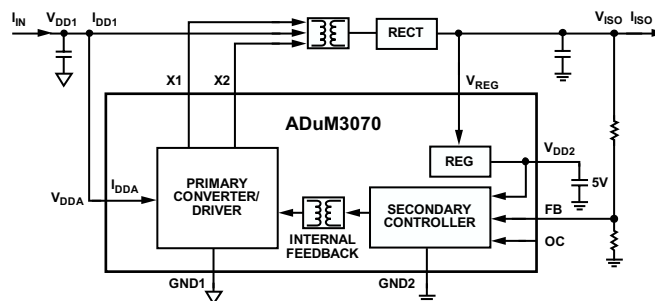 IIN VDD1 IDD1 VISO IISO
RECT
X1 X2 VREG
ADuM3070
VDD2
REG
5V
VDDA IDDA
PRIMARY
CONVERTER/
DRIVER
INTERNAL
FEEDBACK
SECONDARY
CONTROLLER
FB
OC
GND1 GND2